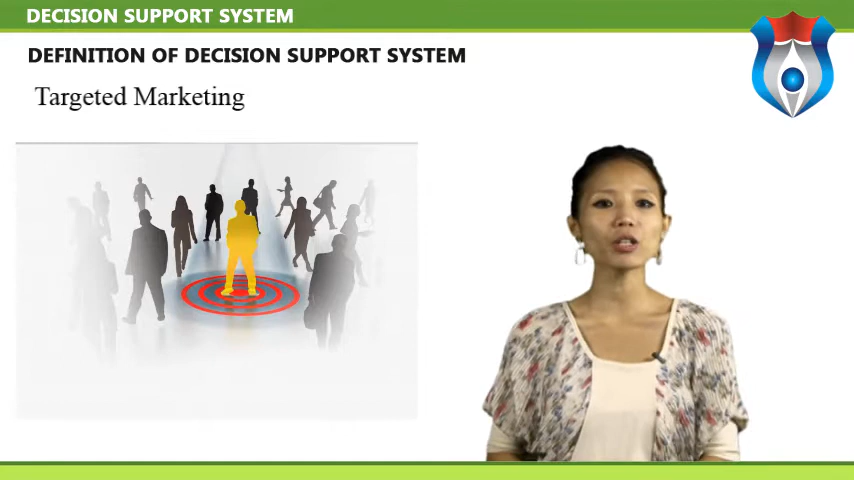 DECISION SUPPORT SYSTEM
DEFINITION OF DECISION SUPPORT SYSTEM
Targeted Marketing